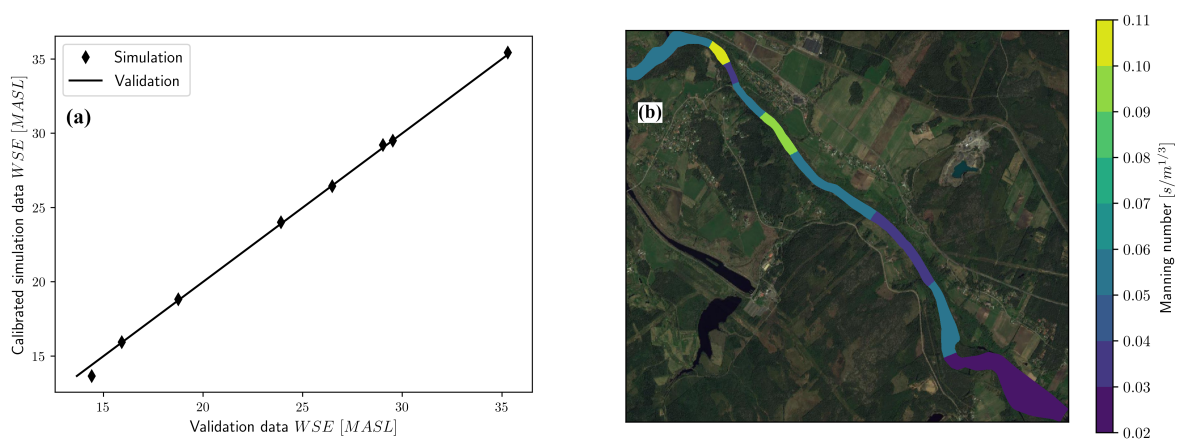 Simulation
Validation
(a)
35
30
25
20
15
15
20
25
30
35
Calibrated simulation data WSE [MASL]
Validation data WSE [MASL]
(b)
0.11
0.10
0.09
0.08
0.07
0.06
0.05
0.04
0.03
0.02
Manning number [s/m^{1/3}]